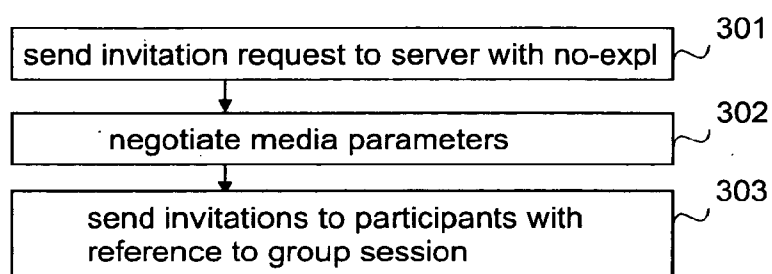 301
send invitation request to server with no-expl
302
negotiate media parameters
303
send invitations to participants with
reference to group session